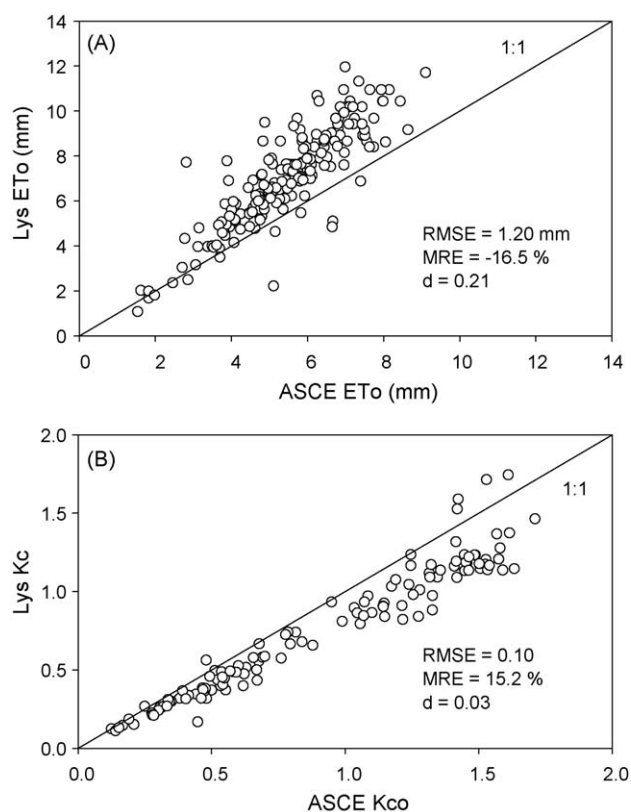 (A)
1:1
14
12
10
8
6
4
2
0
Lys ETo (mm)
RMSE = 1.20 mm
MRE = -16.5 %
d = 0.21
0 2 4 6 8 10 12 14
ASCE ETo (mm)
(B)
1:1
2.0
1.5
1.0
0.5
0.0
Lys Kc
RMSE = 0.10
MRE = 15.2 %
d = 0.03
0.0 0.5 1.0 1.5 2.0
ASCE Kco